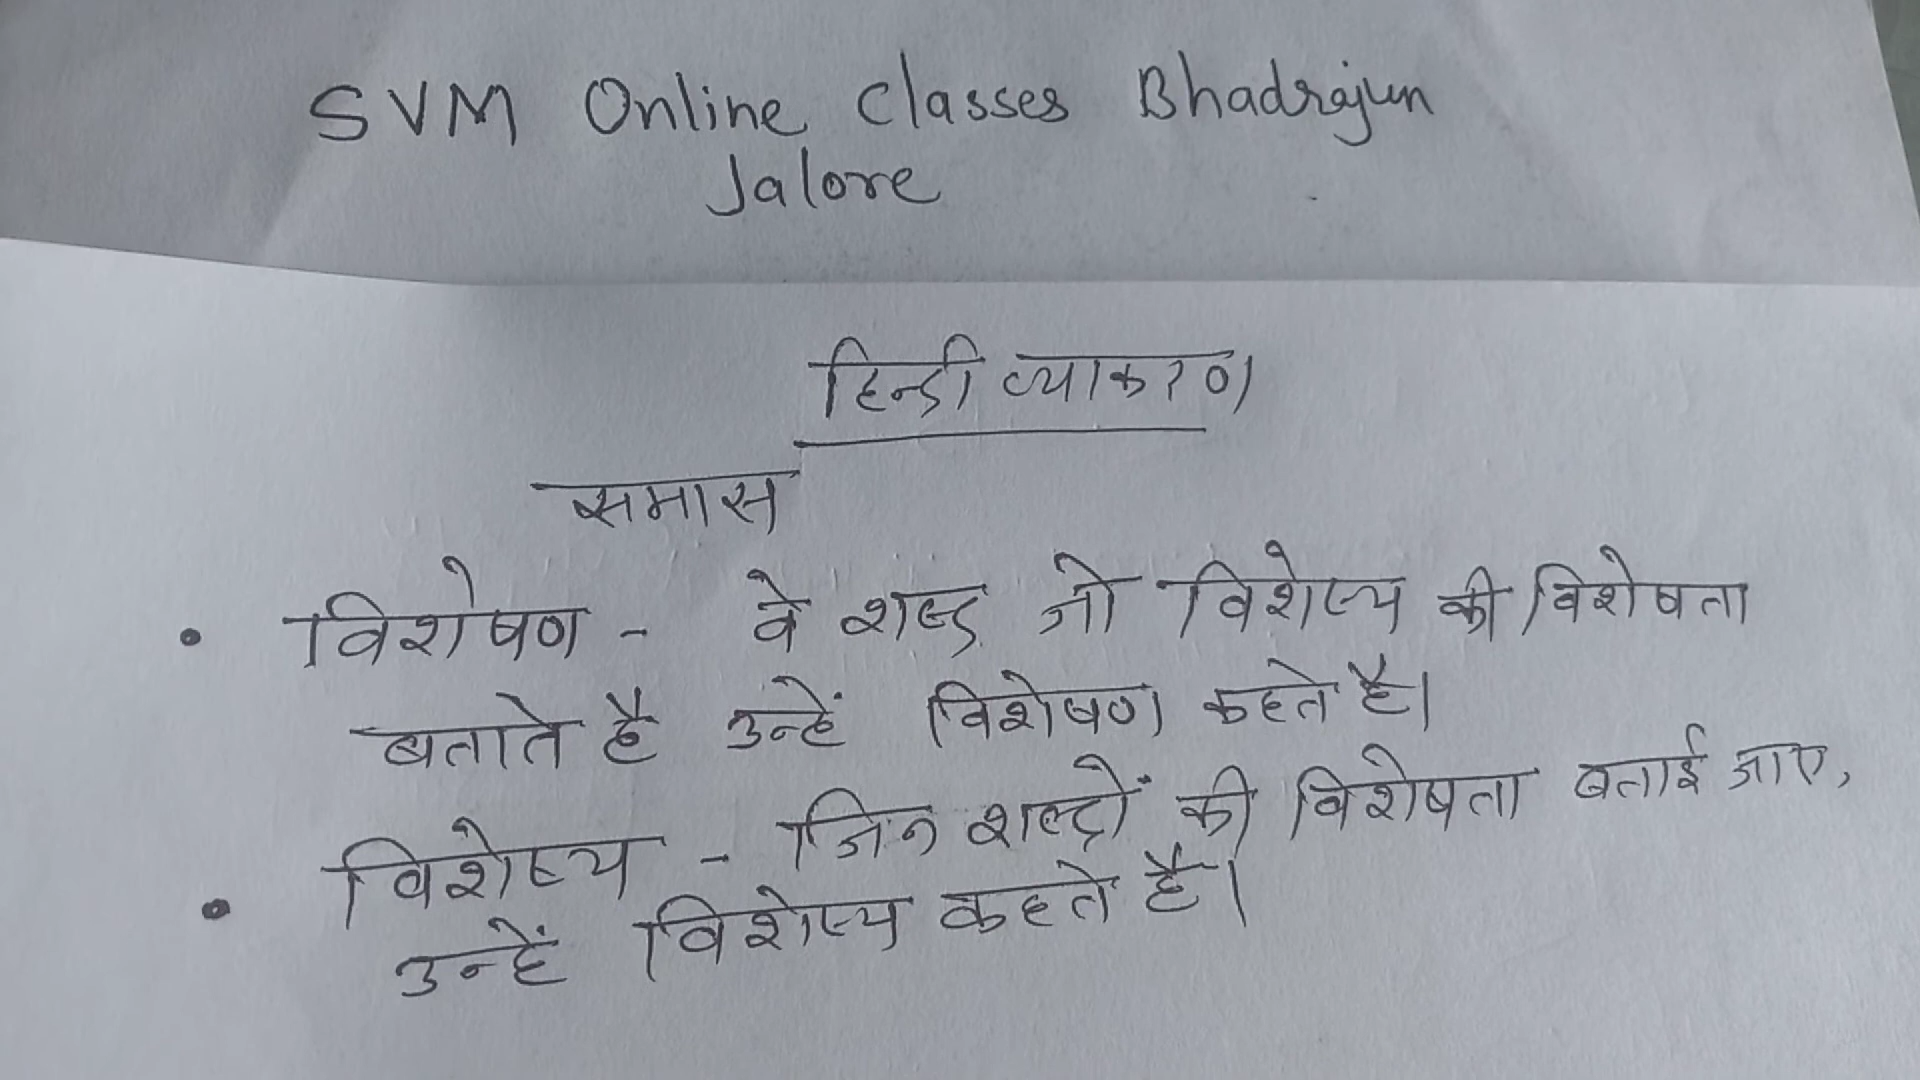 SVM Online Classes Bhadrajun
Jalore
हिन्दी व्याकरण
समास
• विशेषण - वे शब्द जो विशेष्य की विशेषता
बताते है उन्हें विशेषण कहते है।
• विशेष्य - जिन शब्दों की विशेषता बताई जाए,
उन्हें विशेष्य कहते है।